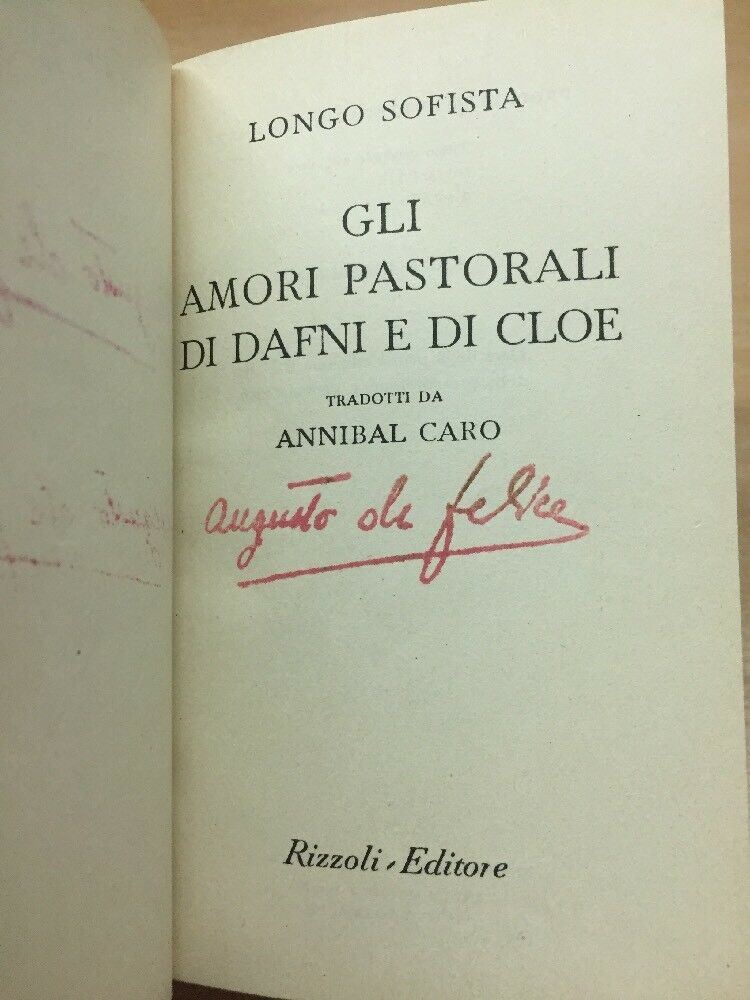 LONGO SOFISTA
GLI
AMORI PASTORALI
DI DAFNI E DI CLOE
TRADOTTI DA
ANNIBAL CARO
Augusto de felice
Rizzoli - Editore